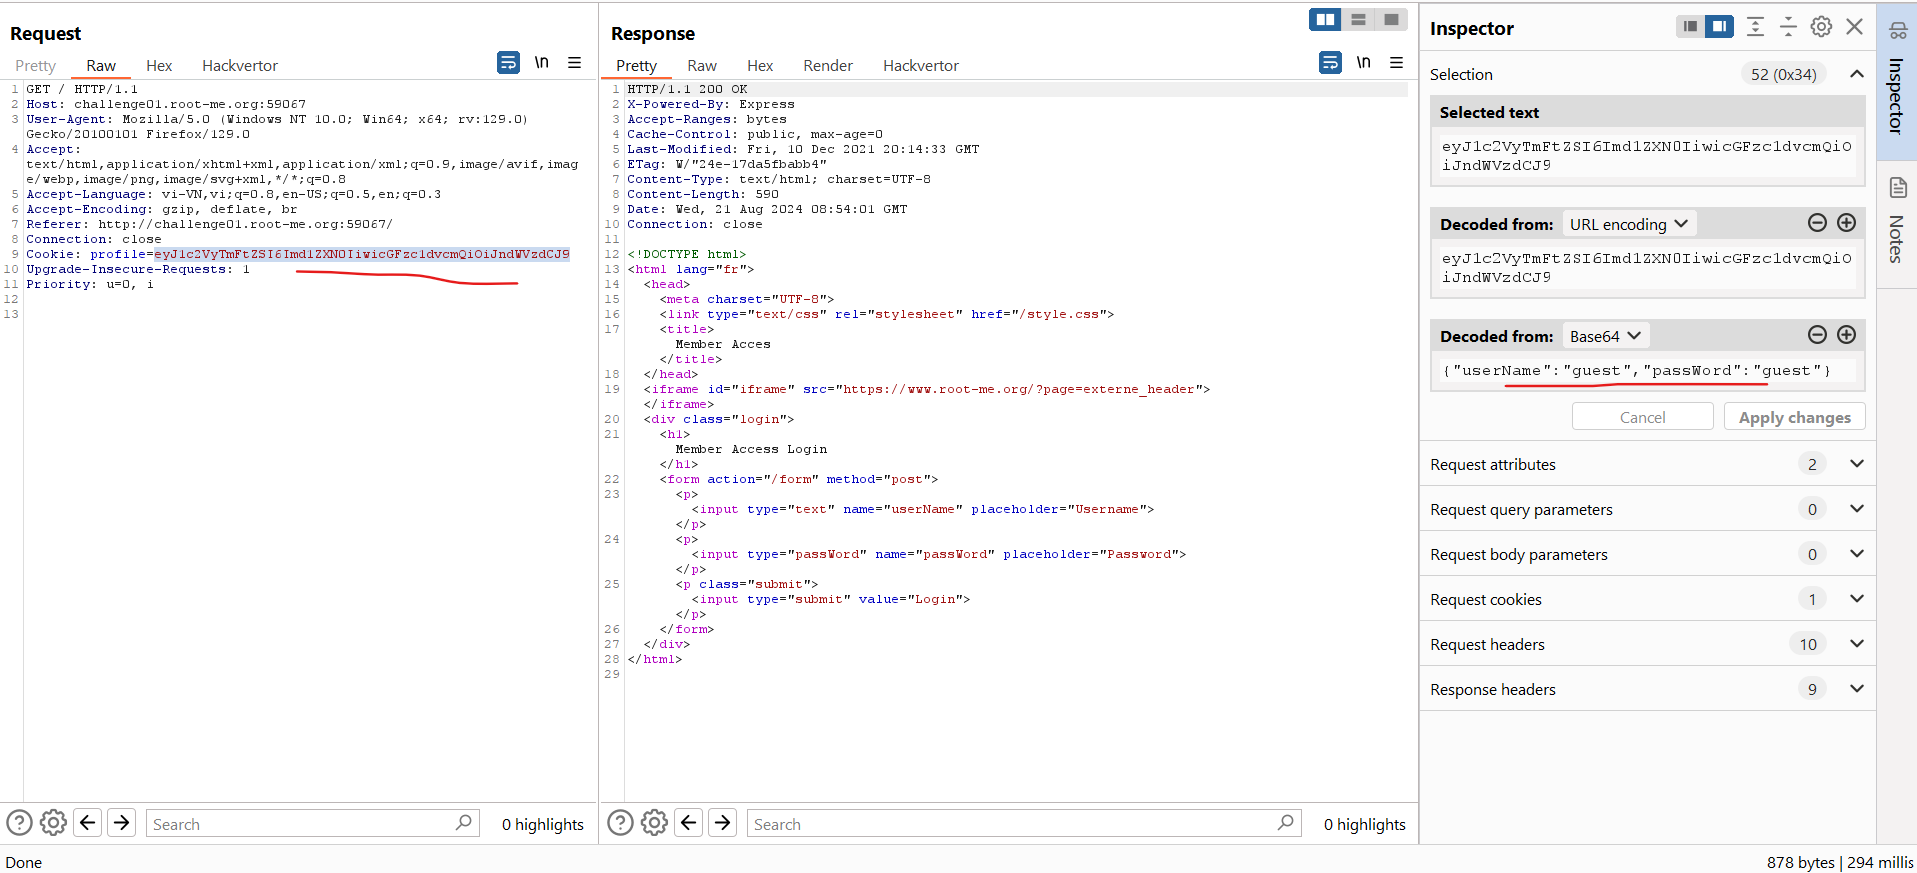 Request
Pretty Raw Hex Hackvertor \n
1 GET / HTTP/1.1
2 Host: challenge01.root-me.org:59067
3 User-Agent: Mozilla/5.0 (Windows NT 10.0; Win64; x64; rv:129.0)
Gecko/20100101 Firefox/129.0
4 Accept:
text/html,application/xhtml+xml,application/xml;q=0.9,image/avif,imag
e/webp,image/png,image/svg+xml,*/*;q=0.8
5 Accept-Language: vi-VN,vi;q=0.8,en-US;q=0.5,en;q=0.3
6 Accept-Encoding: gzip, deflate, br
7 Referer: http://challenge01.root-me.org:59067/
8 Connection: close
9 Cookie: profile=eyJ1c2VyTmFtZSI6Imd1ZXN0IiwicGFzc1dvcmQiOiJndWVzdCJ9
10 Upgrade-Insecure-Requests: 1
11 Priority: u=0, i
12
13
Search
0 highlights
Response
Pretty Raw Hex Render Hackvertor \n
1 HTTP/1.1 200 OK
2 X-Powered-By: Express
3 Accept-Ranges: bytes
4 Cache-Control: public, max-age=0
5 Last-Modified: Fri, 10 Dec 2021 20:14:33 GMT
6 ETag: W/"24e-17da5fbabb4"
7 Content-Type: text/html; charset=UTF-8
8 Content-Length: 590
9 Date: Wed, 21 Aug 2024 08:54:01 GMT
10 Connection: close
11
12 <!DOCTYPE html>
13 <html lang="fr">
14 <head>
15 <meta charset="UTF-8">
16 <link type="text/css" rel="stylesheet" href="/style.css">
17 <title>
Member Acces
</title>
18 </head>
19 <iframe id="iframe" src="https://www.root-me.org/?page=externe_header">
</iframe>
20 <div class="login">
21 <h1>
Member Access Login
</h1>
22 <form action="/form" method="post">
23 <p>
<input type="text" name="userName" placeholder="Username">
</p>
24 <p>
<input type="passWord" name="passWord" placeholder="Password">
</p>
25 <p class="submit">
<input type="submit" value="Login">
</p>
26 </form>
27 </div>
28 </html>
29
Search
0 highlights
Inspector
Selection 52 (0x34)
Selected text
eyJ1c2VyTmFtZSI6Imd1ZXN0IiwicGFzc1dvcmQiO
iJndWVzdCJ9
Decoded from: URL encoding
eyJ1c2VyTmFtZSI6Imd1ZXN0IiwicGFzc1dvcmQiO
iJndWVzdCJ9
Decoded from: Base64
{"userName":"guest","passWord":"guest"}
Cancel Apply changes
Request attributes 2
Request query parameters 0
Request body parameters 0
Request cookies 1
Request headers 10
Response headers 9
Inspector
Notes
Done
878 bytes | 294 millis